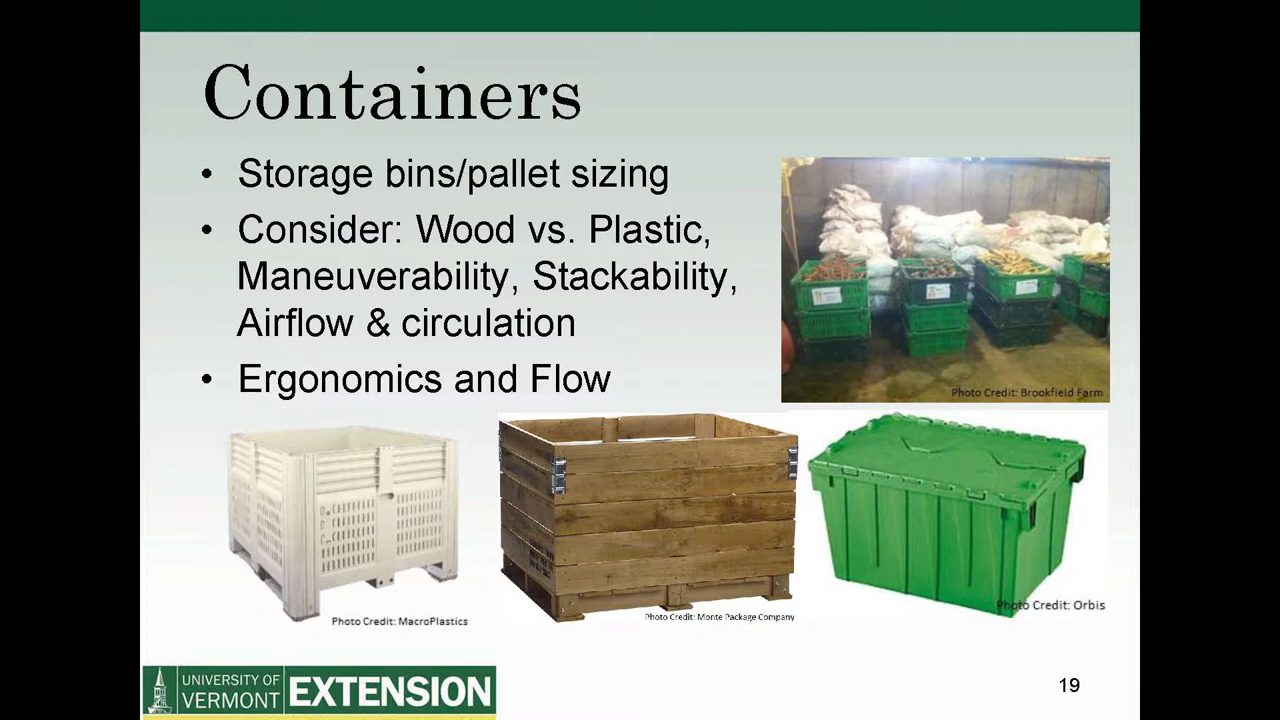 Containers
• Storage bins/pallet sizing
• Consider: Wood vs. Plastic,
Maneuverability, Stackability,
Airflow & circulation
• Ergonomics and Flow
Photo Credit: Brookfield Farm
Photo Credit: MacroPlastics
Photo Credit: Monte Package Company
Photo Credit: Orbis
UNIVERSITY OF
VERMONT
EXTENSION
19